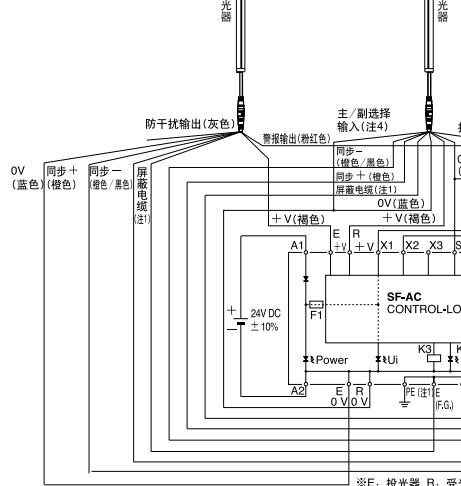 光
器
光
器
主／副选择
输入(注4)
防干扰输出(灰色)
警报输出(粉红色)
同步－
(橙色／黑色)
同步＋(橙色)
屏蔽电缆(注1)
0V(蓝色)
＋V(褐色)
＋V(褐色)
0V
(蓝色)
同步＋
(橙色)
同步－
(橙色／黑色)
屏蔽电缆
(注1)
E
R
A1
＋V
＋V
X1
X2
X3
S
SF-AC
CONTROL-LO
F1
＋
－
24V DC
±10%
Power
Ui
K3
K
A2
E
R
0 V
0 V
PE (注1)
E
(F.G.)
※E：投光器 R：受光